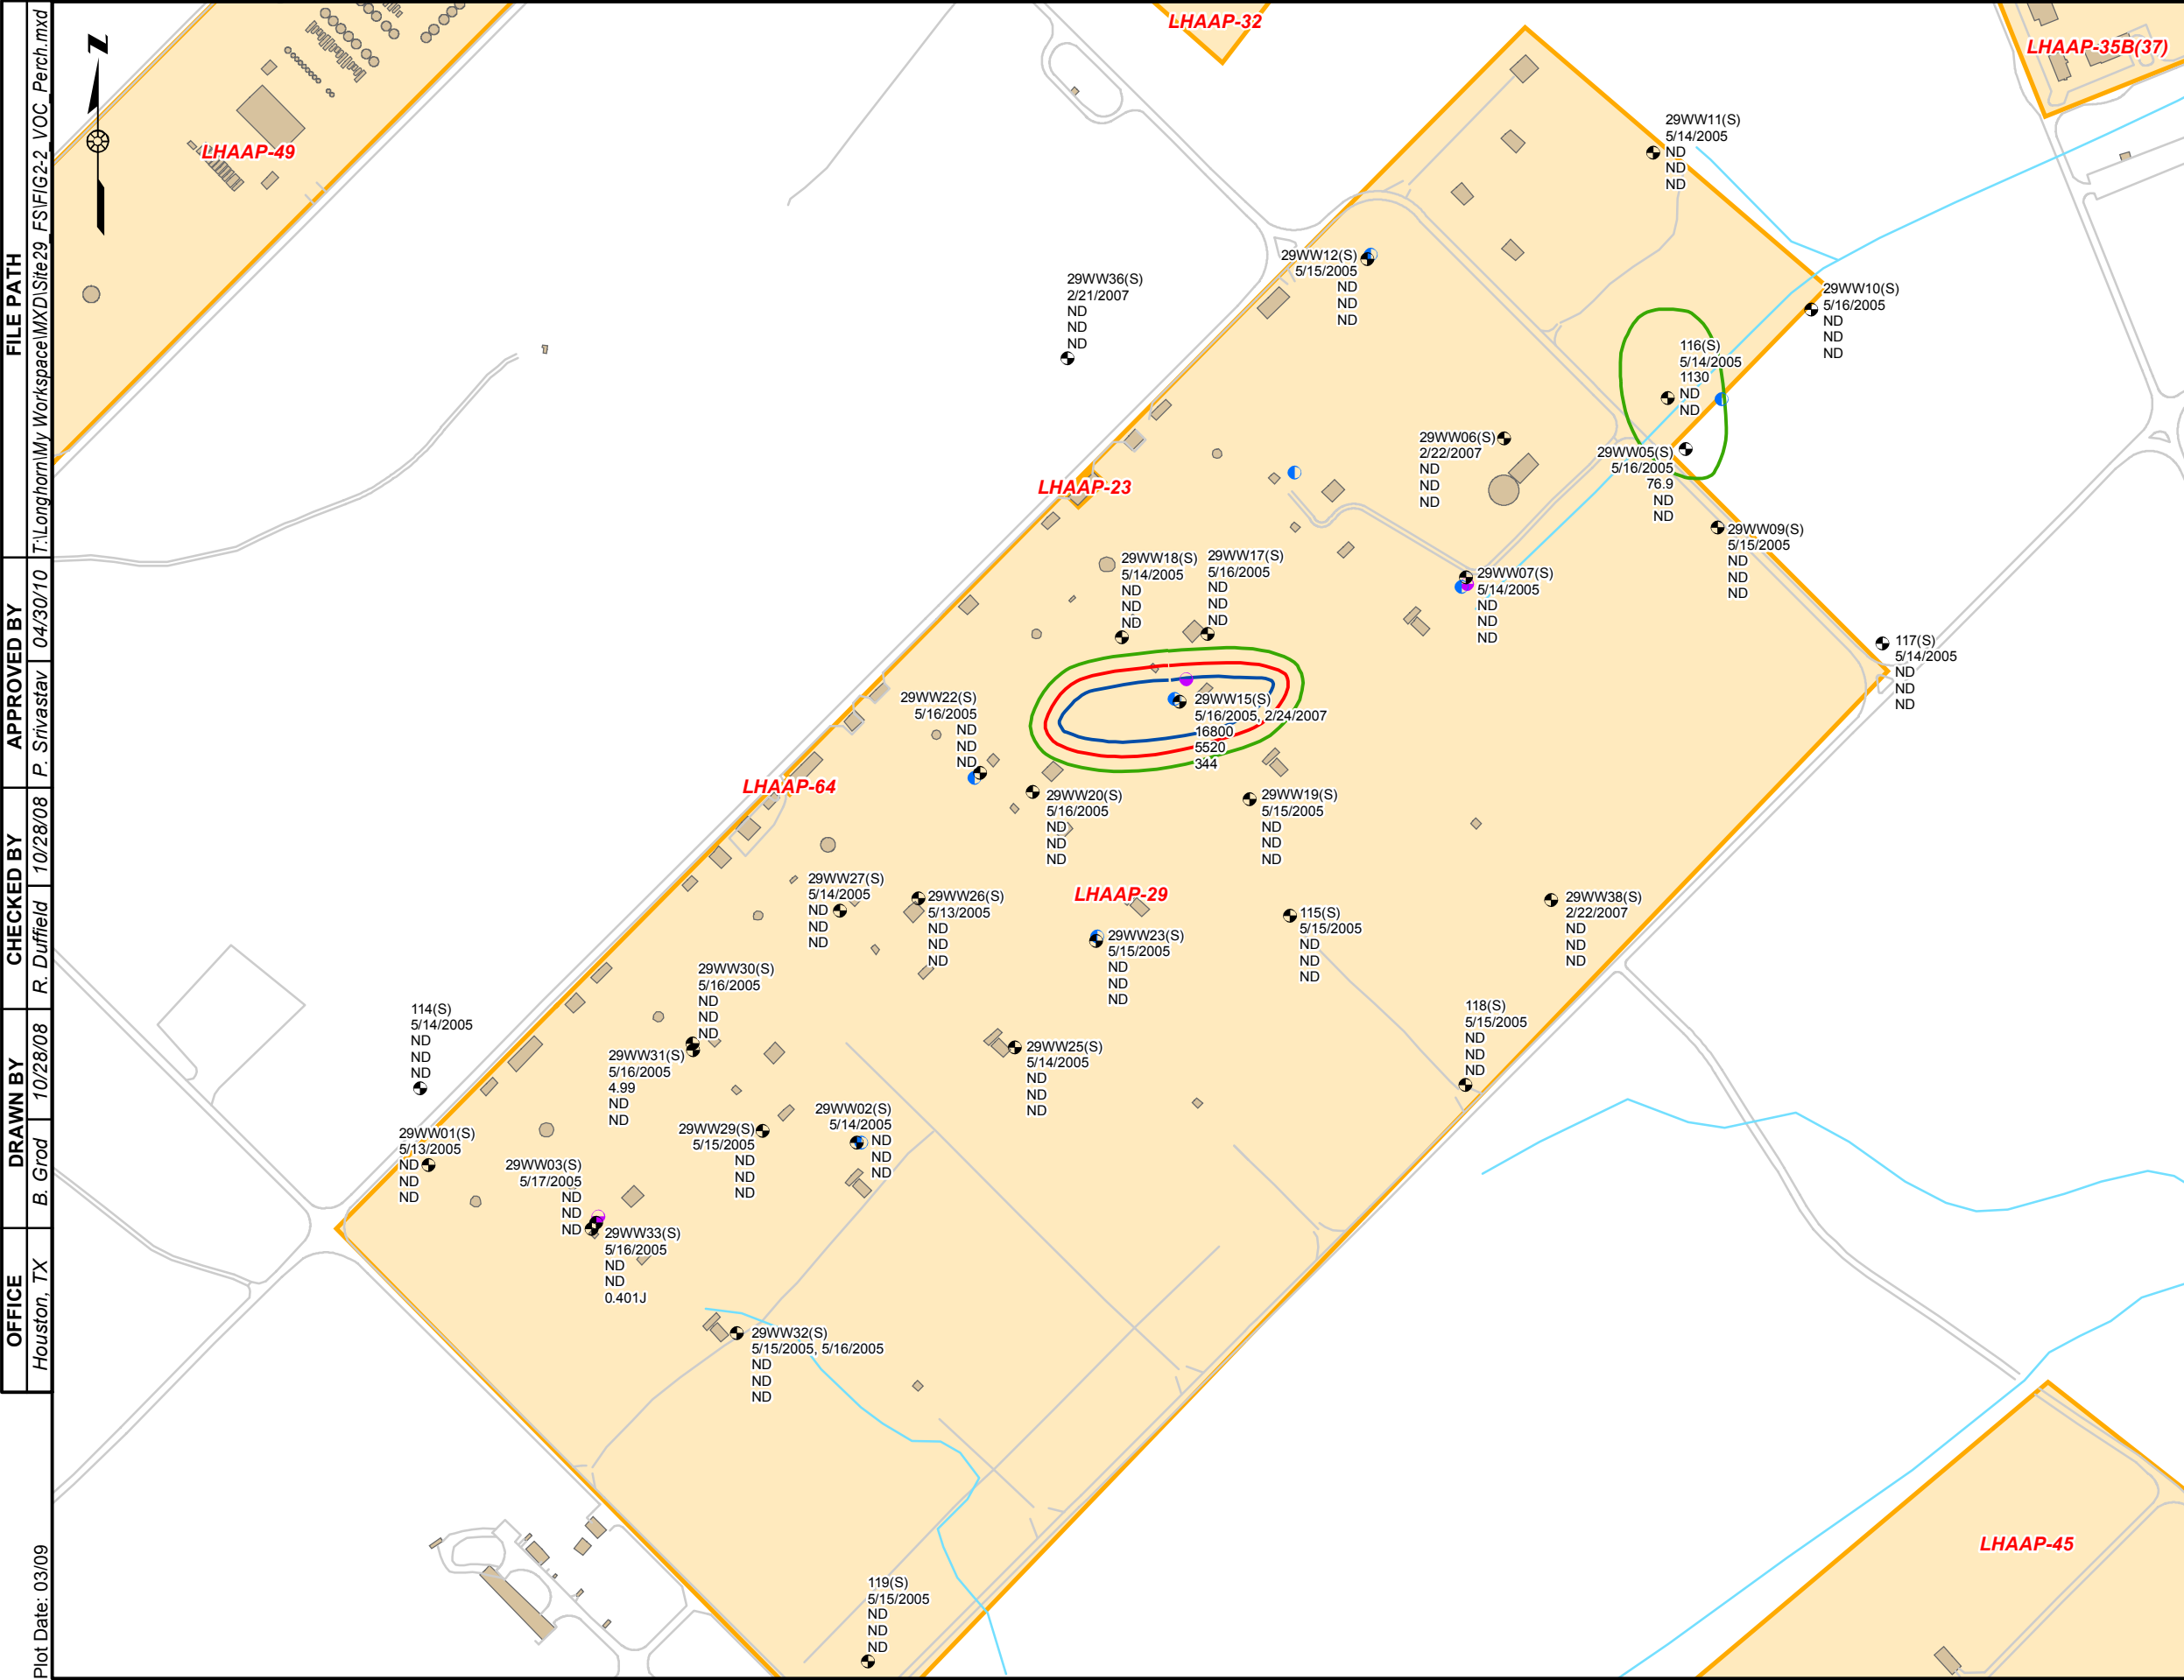 FILE PATH
T:\Longhorn\My Workspace\MXD\Site29_FS\FIG2-2_VOC_Perch.mxd
APPROVED BY
P. Srivastav 04/30/10
CHECKED BY
R. Duffield 10/28/08
DRAWN BY
B. Grod 10/28/08
OFFICE
Houston, TX
Plot Date: 03/09
N
LHAAP-32
LHAAP-35B(37)
LHAAP-49
29WW11(S)
5/14/2005
ND
ND
ND
29WW12(S)
5/15/2005
ND
ND
ND
29WW36(S)
2/21/2007
ND
ND
ND
29WW10(S)
5/16/2005
ND
ND
ND
116(S)
5/14/2005
1130
ND
ND
29WW06(S)
2/22/2007
ND
ND
ND
29WW05(S)
5/16/2005
76.9
ND
ND
LHAAP-23
29WW09(S)
5/15/2005
ND
ND
ND
29WW18(S)
5/14/2005
ND
ND
ND
29WW17(S)
5/16/2005
ND
ND
ND
29WW07(S)
5/14/2005
ND
ND
ND
117(S)
5/14/2005
ND
ND
ND
29WW22(S)
5/16/2005
ND
ND
ND
29WW15(S)
5/16/2005, 2/24/2007
16800
5520
344
LHAAP-64
29WW20(S)
5/16/2005
ND
ND
ND
29WW19(S)
5/15/2005
ND
ND
ND
29WW27(S)
5/14/2005
ND
ND
ND
29WW26(S)
5/13/2005
ND
ND
ND
LHAAP-29
29WW23(S)
5/15/2005
ND
ND
ND
115(S)
5/15/2005
ND
ND
ND
29WW38(S)
2/22/2007
ND
ND
ND
29WW30(S)
5/16/2005
ND
ND
ND
114(S)
5/14/2005
ND
ND
ND
118(S)
5/15/2005
ND
ND
ND
29WW31(S)
5/16/2005
4.99
ND
ND
29WW25(S)
5/14/2005
ND
ND
ND
29WW02(S)
5/14/2005
ND
ND
ND
29WW29(S)
5/15/2005
ND
ND
ND
29WW01(S)
5/13/2005
ND
ND
ND
29WW03(S)
5/17/2005
ND
ND
ND
29WW33(S)
5/16/2005
ND
ND
0.401J
29WW32(S)
5/15/2005, 5/16/2005
ND
ND
ND
LHAAP-45
119(S)
5/15/2005
ND
ND
ND